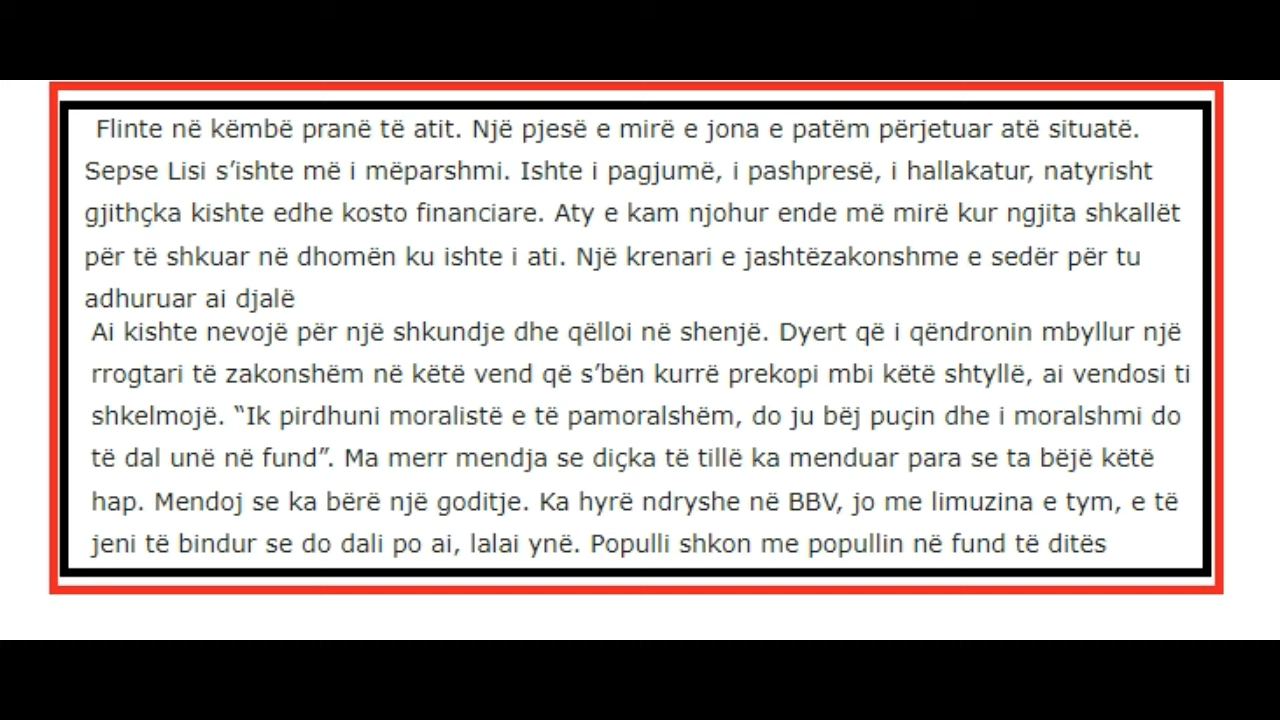 Flinte në këmbë pranë të atit. Një pjesë e mirë e jona e patëm përjetuar atë situatë.
Sepse Lisi s’ishte më i mëparshmi. Ishte i pagjumë, i pashpresë, i hallakatur, natyrisht
gjithçka kishte edhe kosto financiare. Aty e kam njohur ende më mirë kur ngjita shkallët
për të shkuar në dhomën ku ishte i ati. Një krenari e jashtëzakonshme e sedër për tu
adhuruar ai djalë
Ai kishte nevojë për një shkundje dhe qëlloi në shenjë. Dyert që i qëndronin mbyllur një
rrogtari të zakonshëm në këtë vend që s’bën kurrë prekopi mbi këtë shtyllë, ai vendosi ti
shkelmojë. “Ik pirdhuni moralistë e të pamoralshëm, do ju bëj puçin dhe i moralshmi do
të dal unë në fund”. Ma merr mendja se diçka të tillë ka menduar para se ta bëjë këtë
hap. Mendoj se ka bërë një goditje. Ka hyrë ndryshe në BBV, jo me limuzina e tym, e të
jeni të bindur se do dali po ai, lalai ynë. Populli shkon me popullin në fund të ditës